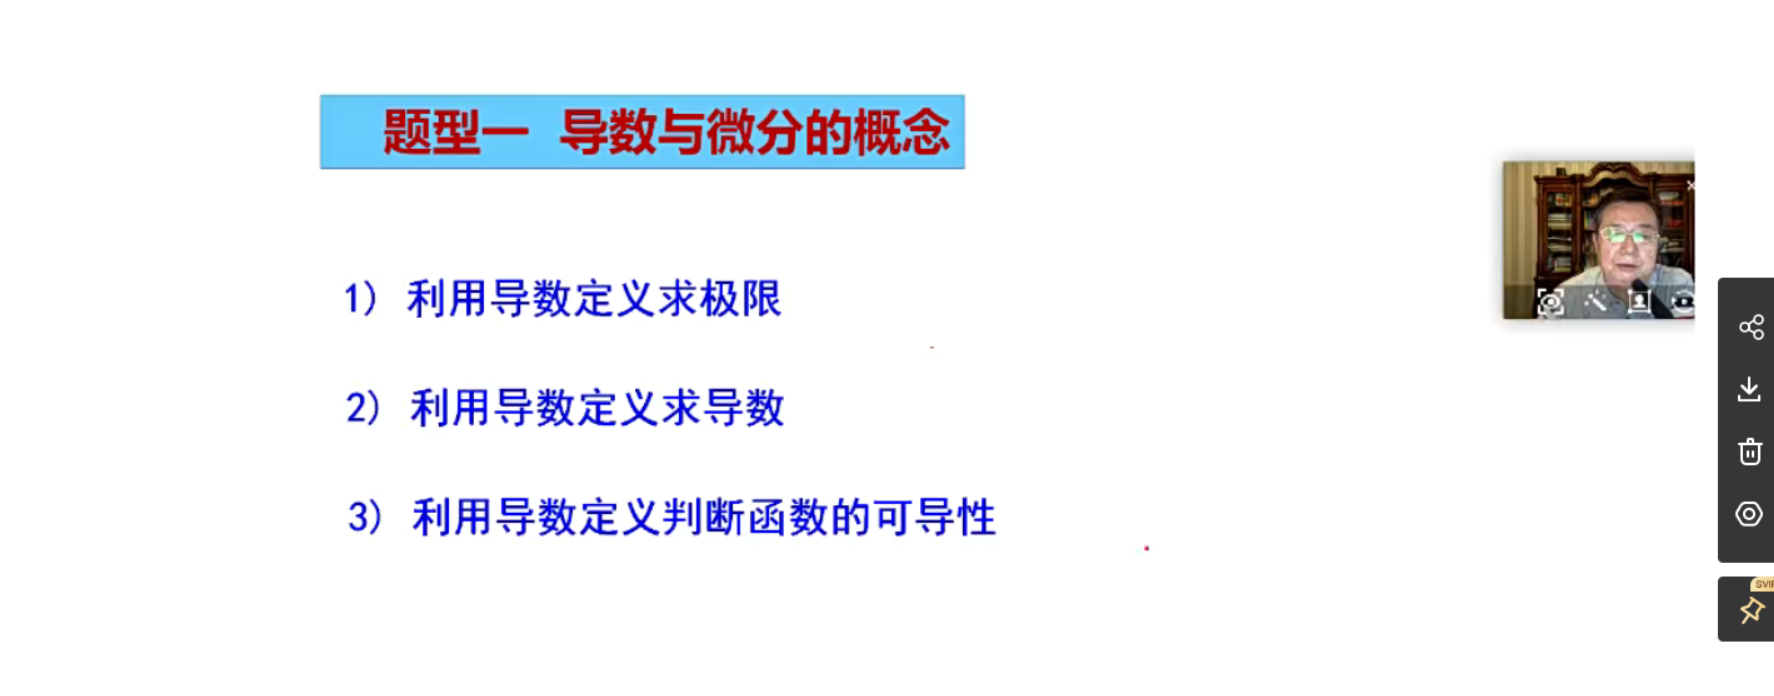 题型一 导数与微分的概念
1) 利用导数定义求极限
2) 利用导数定义求导数
3) 利用导数定义判断函数的可导性